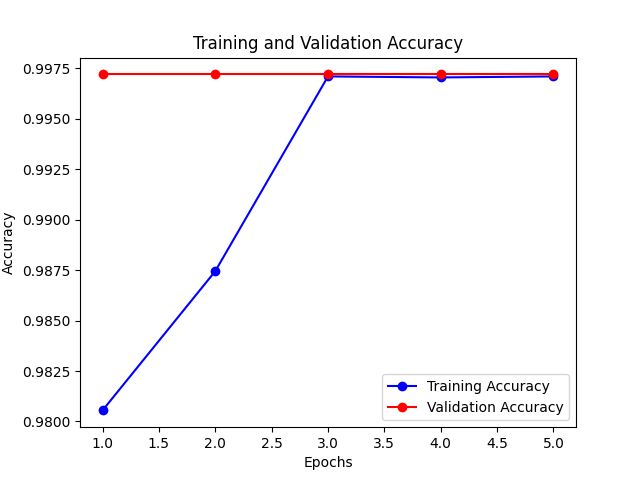 Training and Validation Accuracy
Accuracy
0.9975
0.9950
0.9925
0.9900
0.9875
0.9850
0.9825
0.9800
Training Accuracy
Validation Accuracy
1.0 1.5 2.0 2.5 3.0 3.5 4.0 4.5 5.0
Epochs